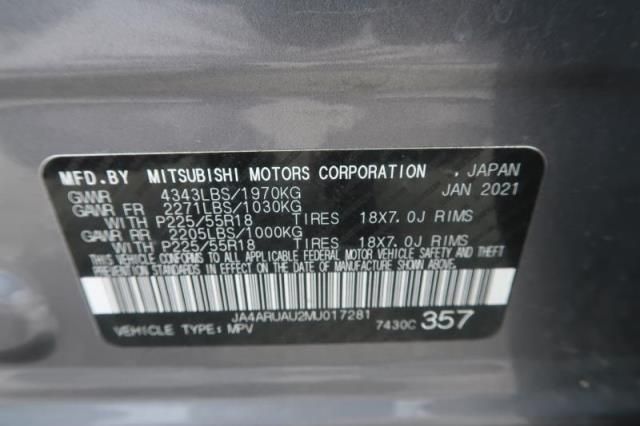 MFD.BY MITSUBISHI MOTORS CORPORATION , JAPAN
GVWR 4343LBS/1970KG JAN 2021
GAWR FR 2271LBS/1030KG
WITH P225/55R18 TIRES 18X7.0J RIMS
GAWR RR 2205LBS/1000KG
WITH P225/55R18 TIRES 18X7.0J RIMS
THIS VEHICLE CONFORMS TO ALL APPLICABLE FEDERAL MOTOR VEHICLE SAFETY AND THEFT
PREVENTION STANDARDS IN EFFECT ON THE DATE OF MANUFACTURE SHOWN ABOVE.
JA4ARUAU2MU017281
VEHICLE TYPE: MPV 7430C 357